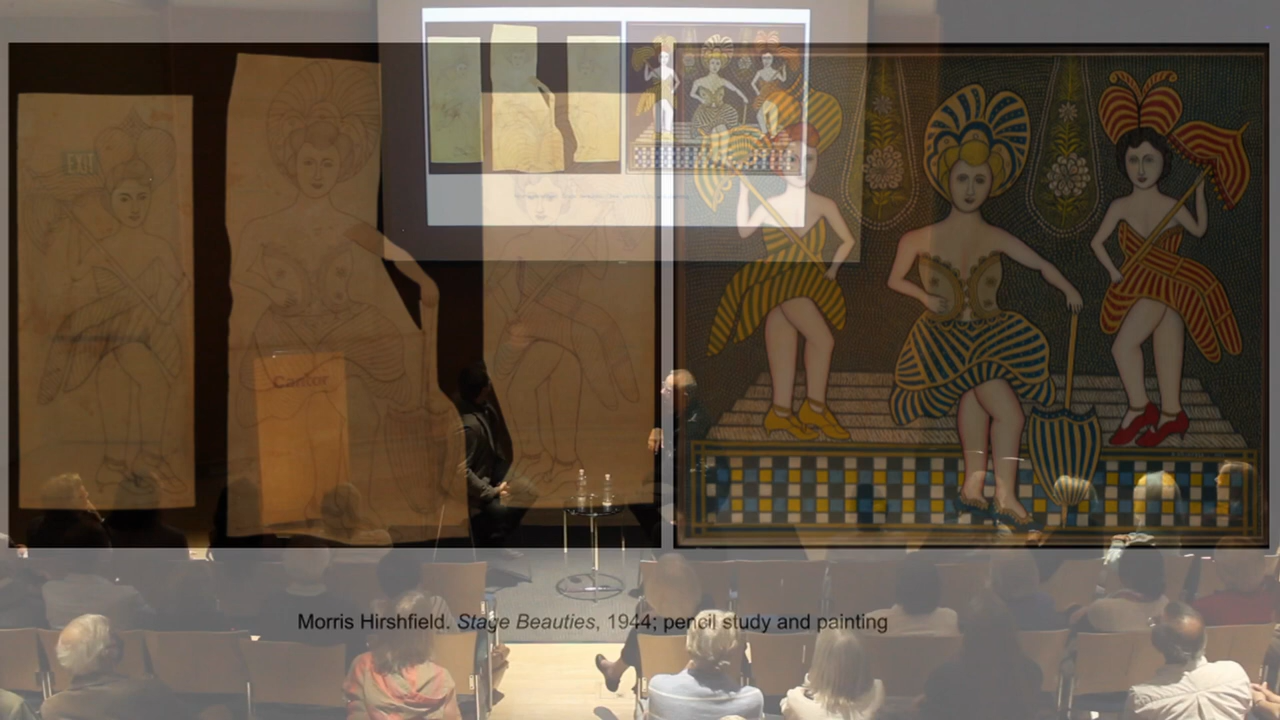 EXIT
Cantor
Morris Hirshfield. Stage Beauties, 1944; pencil study and painting